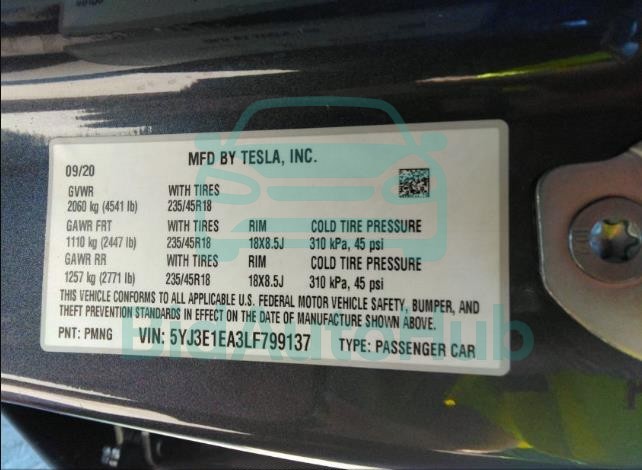 09/20 MFD BY TESLA, INC.
GVWR WITH TIRES
2060 kg (4541 lb) 235/45R18
GAWR FRT WITH TIRES RIM COLD TIRE PRESSURE
1110 kg (2447 lb) 235/45R18 18X8.5J 310 kPa, 45 psi
GAWR RR WITH TIRES RIM COLD TIRE PRESSURE
1257 kg (2771 lb) 235/45R18 18X8.5J 310 kPa, 45 psi
THIS VEHICLE CONFORMS TO ALL APPLICABLE U.S. FEDERAL MOTOR VEHICLE SAFETY, BUMPER, AND
THEFT PREVENTION STANDARDS IN EFFECT ON THE DATE OF MANUFACTURE SHOWN ABOVE.
PNT: PMNG VIN: 5YJ3E1EA3LF799137 TYPE: PASSENGER CAR
BidAutoHub